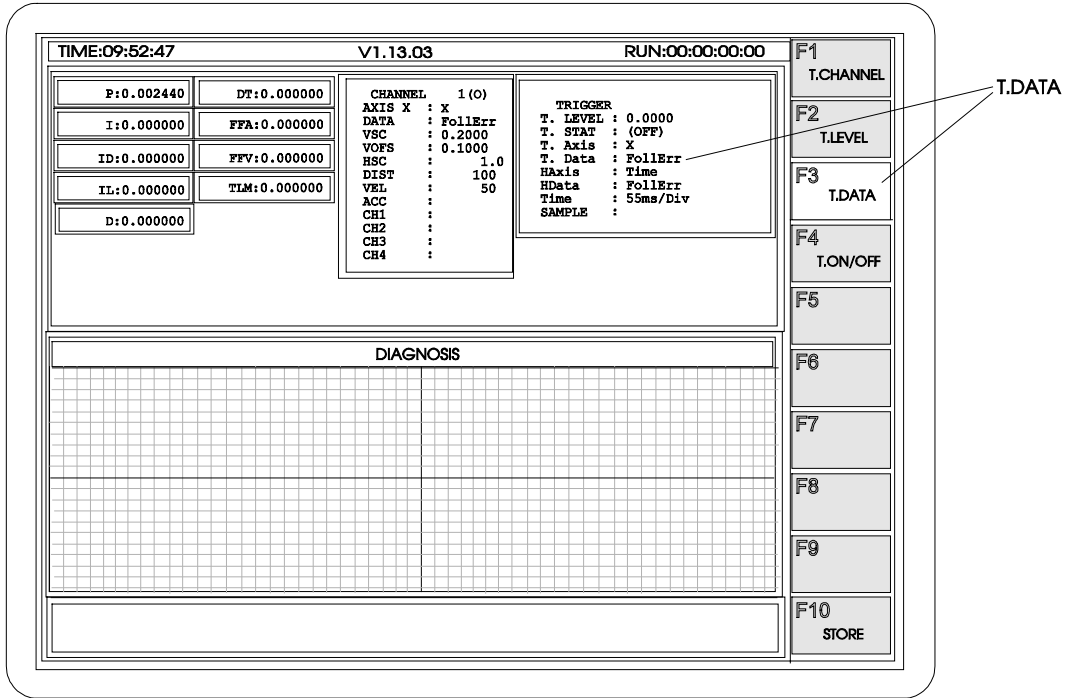 TIME:09:52:47 V1.13.03 RUN:00:00:00:00
P:0.002440 DT:0.000000
I:0.000000 FFA:0.000000
ID:0.000000 FFV:0.000000
IL:0.000000 TLM:0.000000
D:0.000000
CHANNEL 1(O)
AXIS X : X
DATA : FollErr
VSC : 0.2000
VOFS : 0.1000
HSC : 1.0
DIST : 100
VEL : 50
ACC :
CH1 :
CH2 :
CH3 :
CH4 :
TRIGGER
T. LEVEL : 0.0000
T. STAT : (OFF)
T. Axis : X
T. Data : FollErr
HAxis : Time
HData : FollErr
Time : 55ms/Div
SAMPLE :
DIAGNOSIS
F1
T.CHANNEL
F2
T.LEVEL
F3
T.DATA
F4
T.ON/OFF
F5
F6
F7
F8
F9
F10
STORE
T.DATA